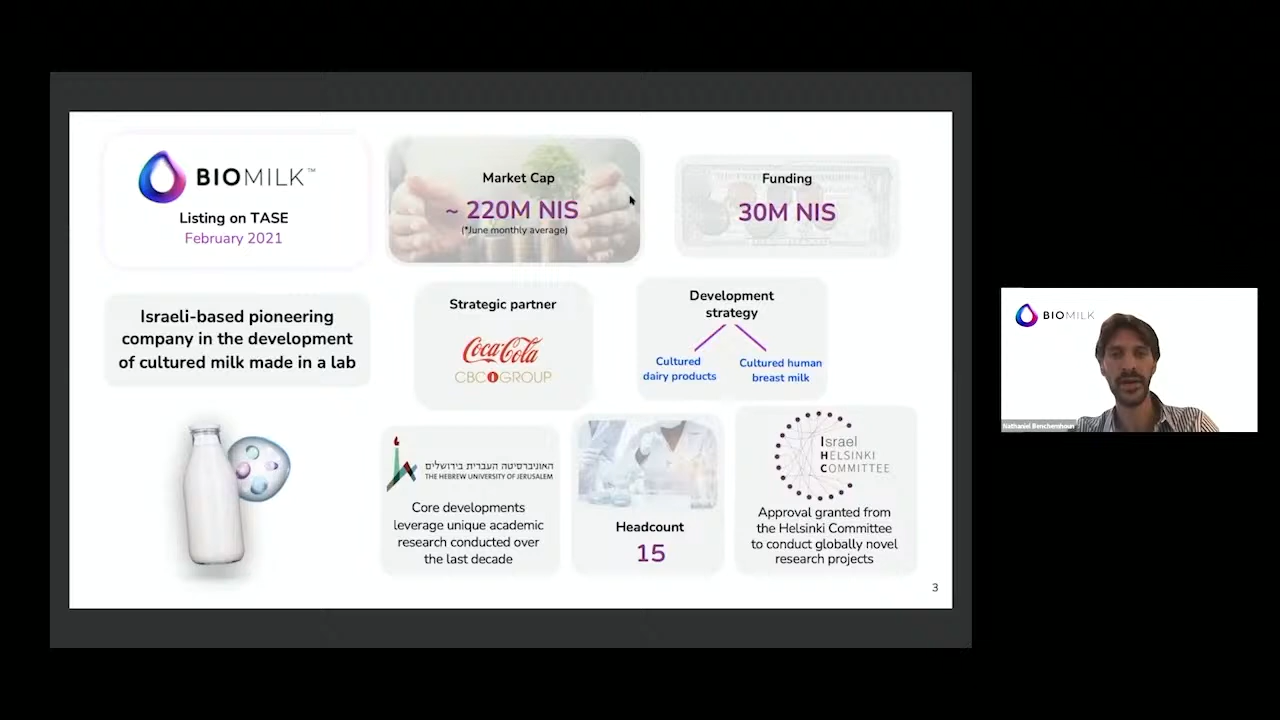 BIOMILK™
Listing on TASE
February 2021
Market Cap
~ 220M NIS
(*June monthly average)
Funding
30M NIS
Israeli-based pioneering
company in the development
of cultured milk made in a lab
Strategic partner
Coca-Cola
CBC GROUP
Development
strategy
Cultured
dairy products
Cultured human
breast milk
האוניברסיטה העברית בירושלים
THE HEBREW UNIVERSITY OF JERUSALEM
Core developments
leverage unique academic
research conducted over
the last decade
Headcount
15
Israel
HELSINKI
COMMITTEE
Approval granted from
the Helsinki Committee
to conduct globally novel
research projects
3
BIOMILK
Nathaniel Benchemhoun